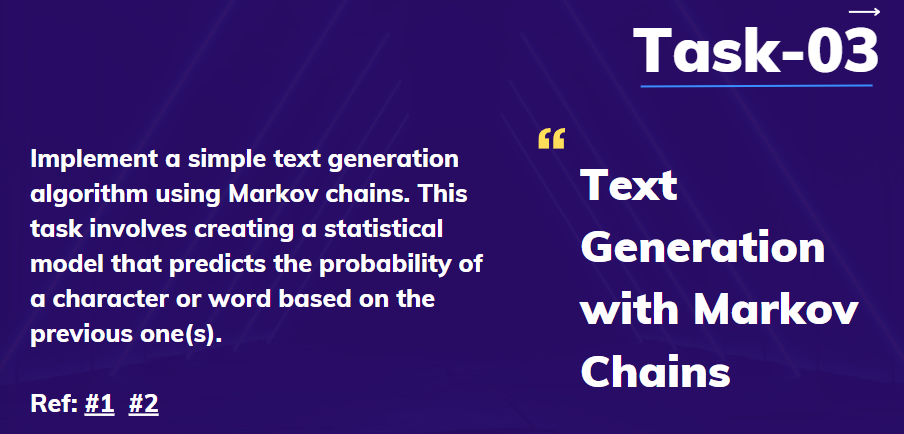 Task-03
Implement a simple text generation
algorithm using Markov chains. This
task involves creating a statistical
model that predicts the probability of
a character or word based on the
previous one(s).
Ref: #1 #2
“
Text
Generation
with Markov
Chains